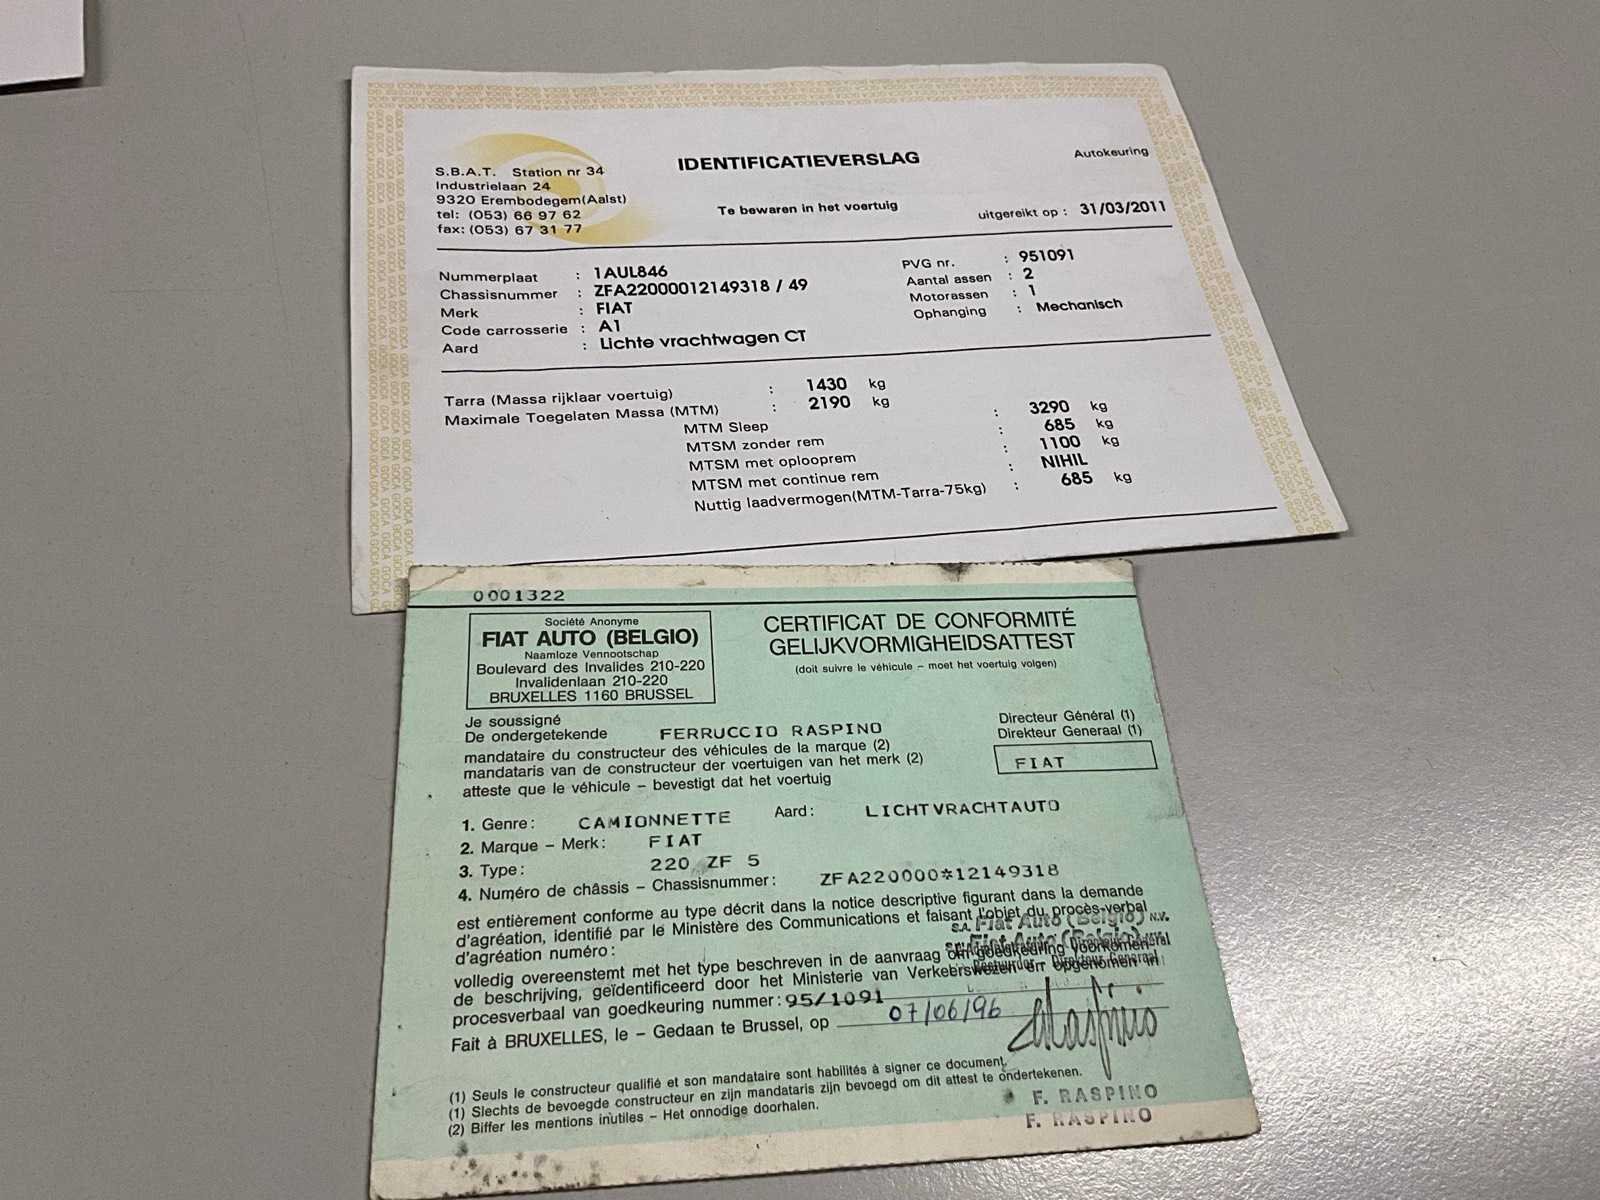 S.B.A.T. Station nr 34
Industrielaan 24
9320 Erembodegem(Aalst)
tel: (053) 66 97 62
fax: (053) 67 31 77
IDENTIFICATIEVERSLAG
Te bewaren in het voertuig
Autokeuring
uitgereikt op : 31/03/2011
Nummerplaat : 1AUL846
Chassisnummer : ZFA22000012149318 / 49
Merk : FIAT
Code carrosserie : A1
Aard : Lichte vrachtwagen CT
PVG nr. : 951091
Aantal assen : 2
Motorassen : 1
Ophanging : Mechanisch
Tarra (Massa rijklaar voertuig) : 1430 kg
Maximale Toegelaten Massa (MTM) : 2190 kg
MTM Sleep : 3290 kg
MTSM zonder rem : 685 kg
MTSM met oplooprem : 1100 kg
MTSM met continue rem : NIHIL
Nuttig laadvermogen(MTM-Tarra-75kg) : 685 kg
0001322
Société Anonyme
FIAT AUTO (BELGIO)
Naamloze Vennootschap
Boulevard des Invalides 210-220
Invalidenlaan 210-220
BRUXELLES 1160 BRUSSEL
CERTIFICAT DE CONFORMITÉ
GELIJKVORMIGHEIDSATTEST
(doit suivre le véhicule – moet het voertuig volgen)
Je soussigné
De ondergetekende FERRUCCIO RASPINO
Directeur Général (1)
Direkteur Generaal (1)
mandataire du constructeur des véhicules de la marque (2)
mandataris van de constructeur der voertuigen van het merk (2)
FIAT
atteste que le véhicule – bevestigt dat het voertuig
1. Genre : CAMIONNETTE Aard : LICHTVRACHTAUTO
2. Marque – Merk : FIAT
3. Type : 220 ZF 5
4. Numéro de châssis – Chassisnummer : ZFA220000*12149318
est entièrement conforme au type décrit dans la notice descriptive figurant dans la demande
d'agréation, identifié par le Ministère des Communications et faisant l'objet du procès-verbal
d'agréation numéro :
S.A. Fiat Auto (Belgio) N.V.
Fiat Auto (Belgio)
volledig overeenstemt met het type beschreven in de aanvraag om goedkeuring voorkomen
de beschrijving, geïdentificeerd door het Ministerie van Verkeerswezen en opgenomen in
procesverbaal van goedkeuring nummer : 95/1091
Fait à BRUXELLES, le – Gedaan te Brussel, op 07/06/96
(1) Seuls le constructeur qualifié et son mandataire sont habilités à signer ce document.
(1) Slechts de bevoegde constructeur en zijn mandataris zijn bevoegd om dit attest te ondertekenen.
(2) Biffer les mentions inutiles – Het onnodige doorhalen.
F. RASPINO
F. RASPINO